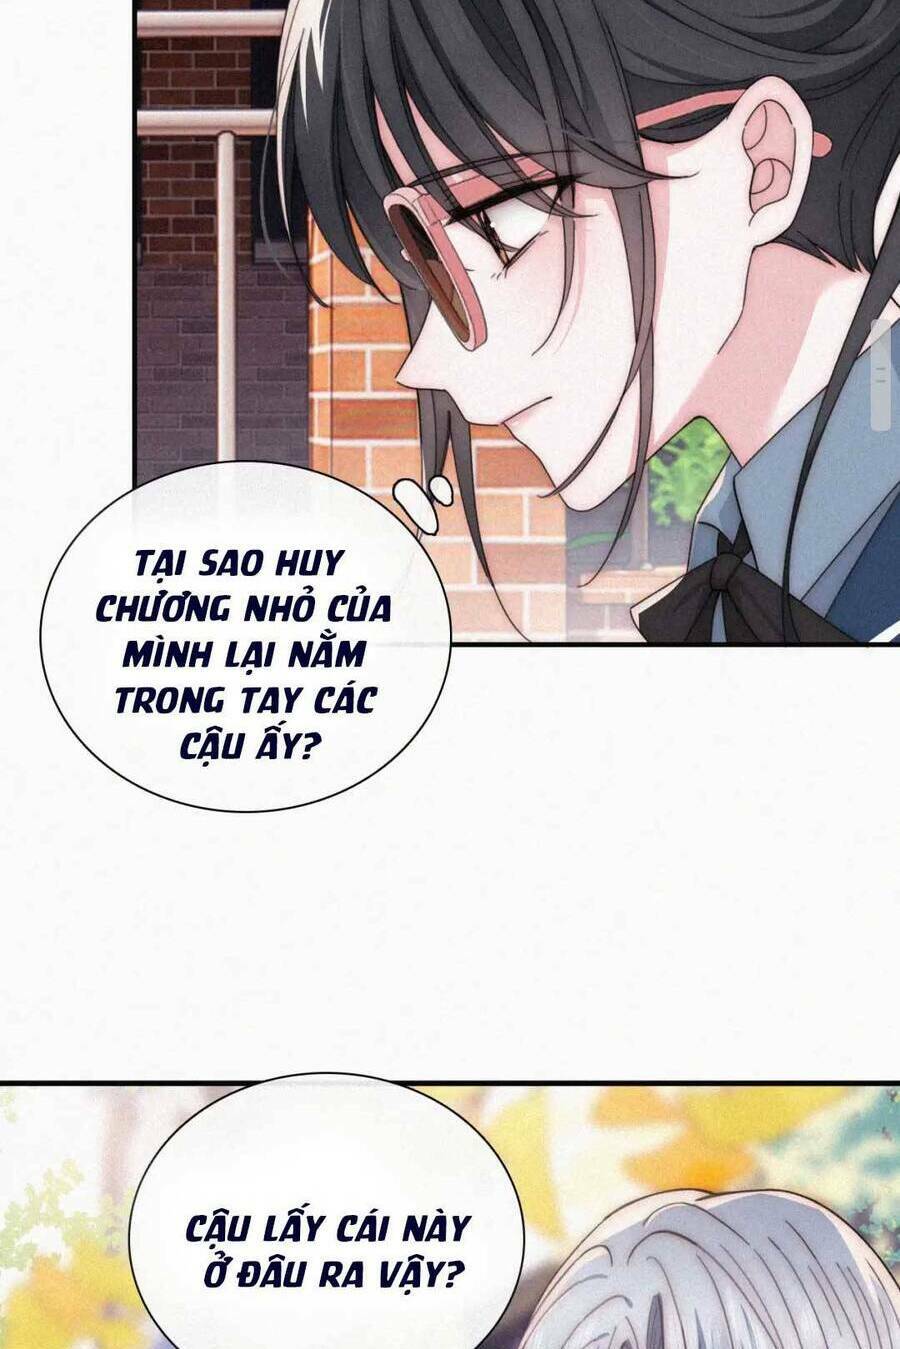 TẠI SAO HUY
CHƯƠNG NHỎ CỦA
MÌNH LẠI NẰM
TRONG TAY CÁC
CẬU ẤY?
CẬU LẤY CÁI NÀY
Ở ĐÂU RA VẬY?